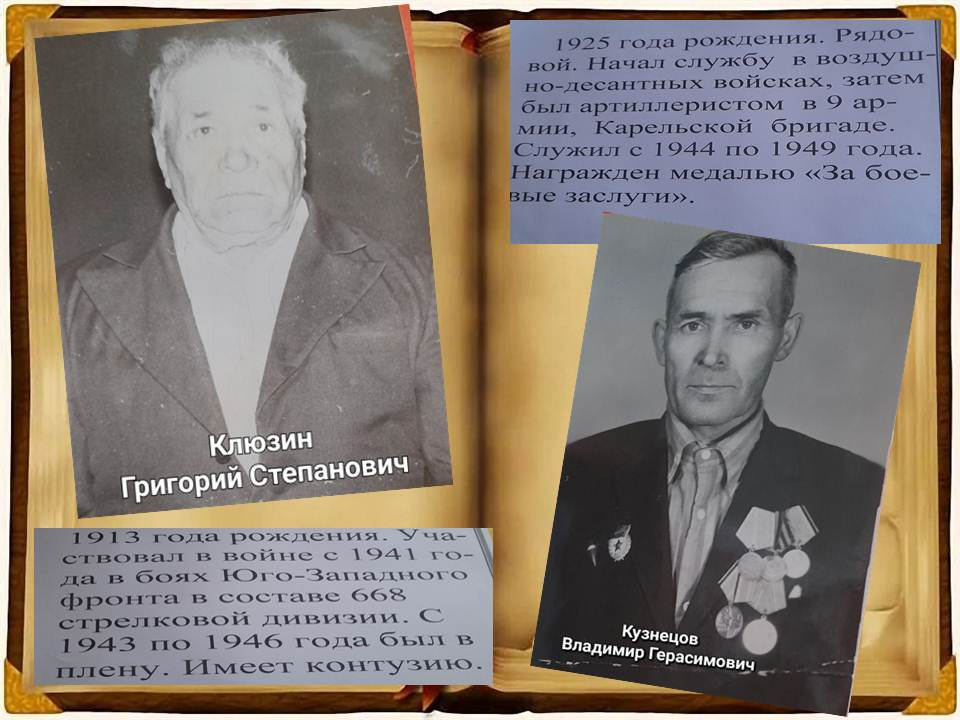 Клюзин
Григорий Степанович
1913 года рождения. Уча-
ствовал в войне с 1941 го-
да в боях Юго-Западного
фронта в составе 668
стрелковой дивизии. С
1943 по 1946 года был в
плену. Имеет контузию.
1925 года рождения. Рядо-
вой. Начал службу в воздуш-
но-десантных войсках, затем
был артиллеристом в 9 ар-
мии, Карельской бригаде.
Служил с 1944 по 1949 года.
Награжден медалью «За бое-
вые заслуги».
Кузнецов
Владимир Герасимович